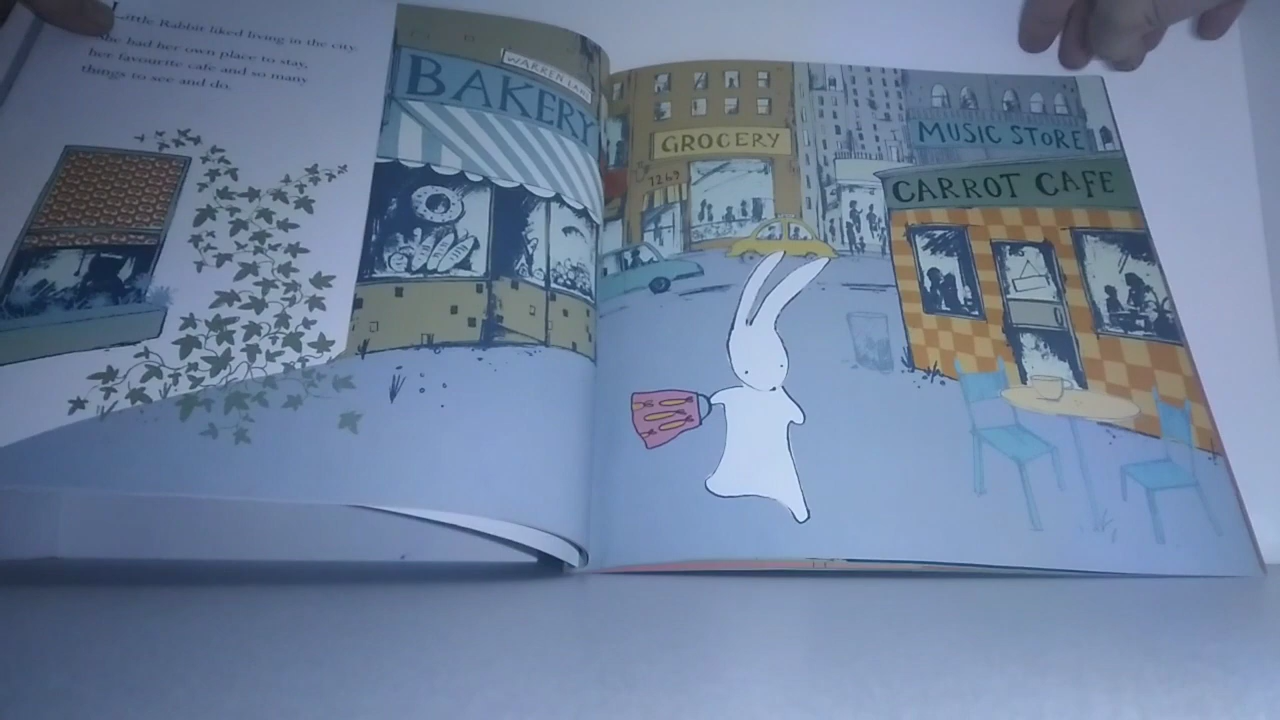 Little Rabbit liked living in the city.
She had her own place to stay,
her favourite cafe and so many
things to see and do.
WARREN LANE
BAKERY
GROCERY
1269
MUSIC STORE
CARROT CAFE